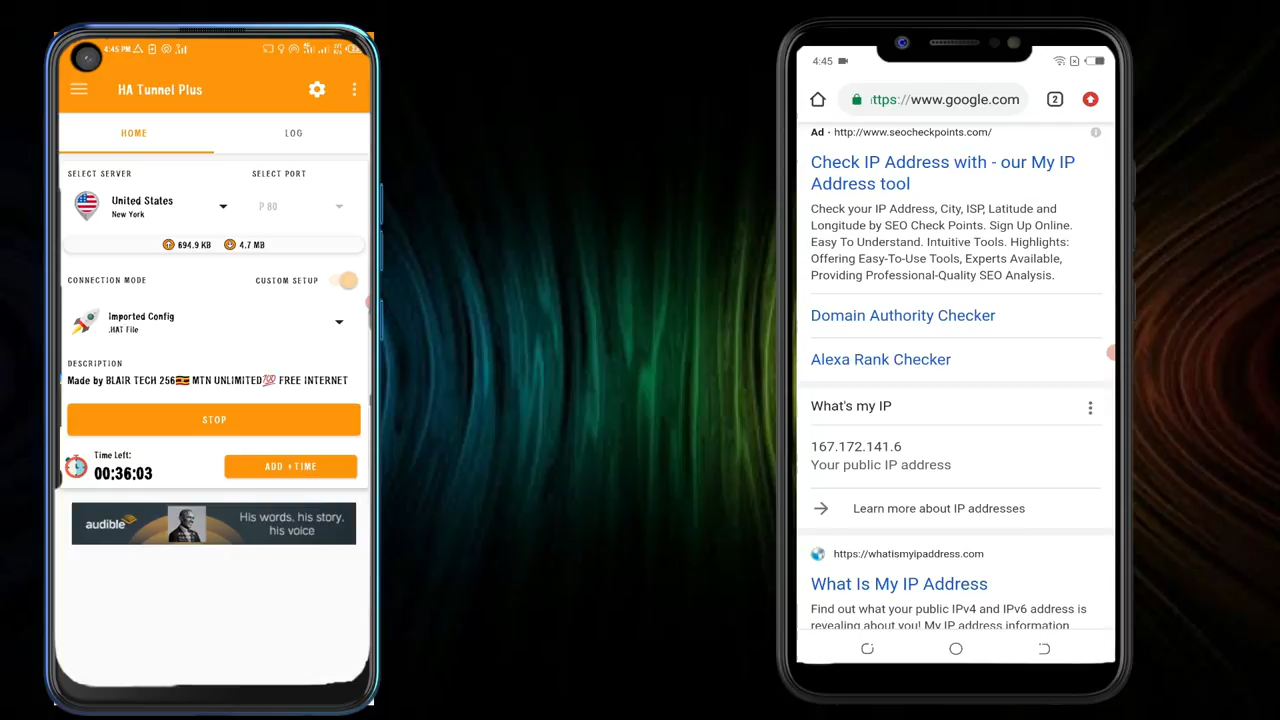 4:45 PM
HA Tunnel Plus
HOME
LOG
SELECT SERVER
SELECT PORT
United States
New York
P 80
694.9 KB
4.7 MB
CONNECTION MODE
CUSTOM SETUP
Imported Config
.HAT File
DESCRIPTION
Made by BLAIR TECH 256🇺🇬 MTN UNLIMITED💯 FREE INTERNET
STOP
Time Left:
00:36:03
ADD +TIME
audible
His words, his story.
his voice
4:45
ttps://www.google.com
2
Ad · http://www.seocheckpoints.com/
Check IP Address with - our My IP
Address tool
Check your IP Address, City, ISP, Latitude and
Longitude by SEO Check Points. Sign Up Online.
Easy To Understand. Intuitive Tools. Highlights:
Offering Easy-To-Use Tools, Experts Available,
Providing Professional-Quality SEO Analysis.
Domain Authority Checker
Alexa Rank Checker
What's my IP
167.172.141.6
Your public IP address
Learn more about IP addresses
https://whatismyipaddress.com
What Is My IP Address
Find out what your public IPv4 and IPv6 address is
revealing about you! My IP address information